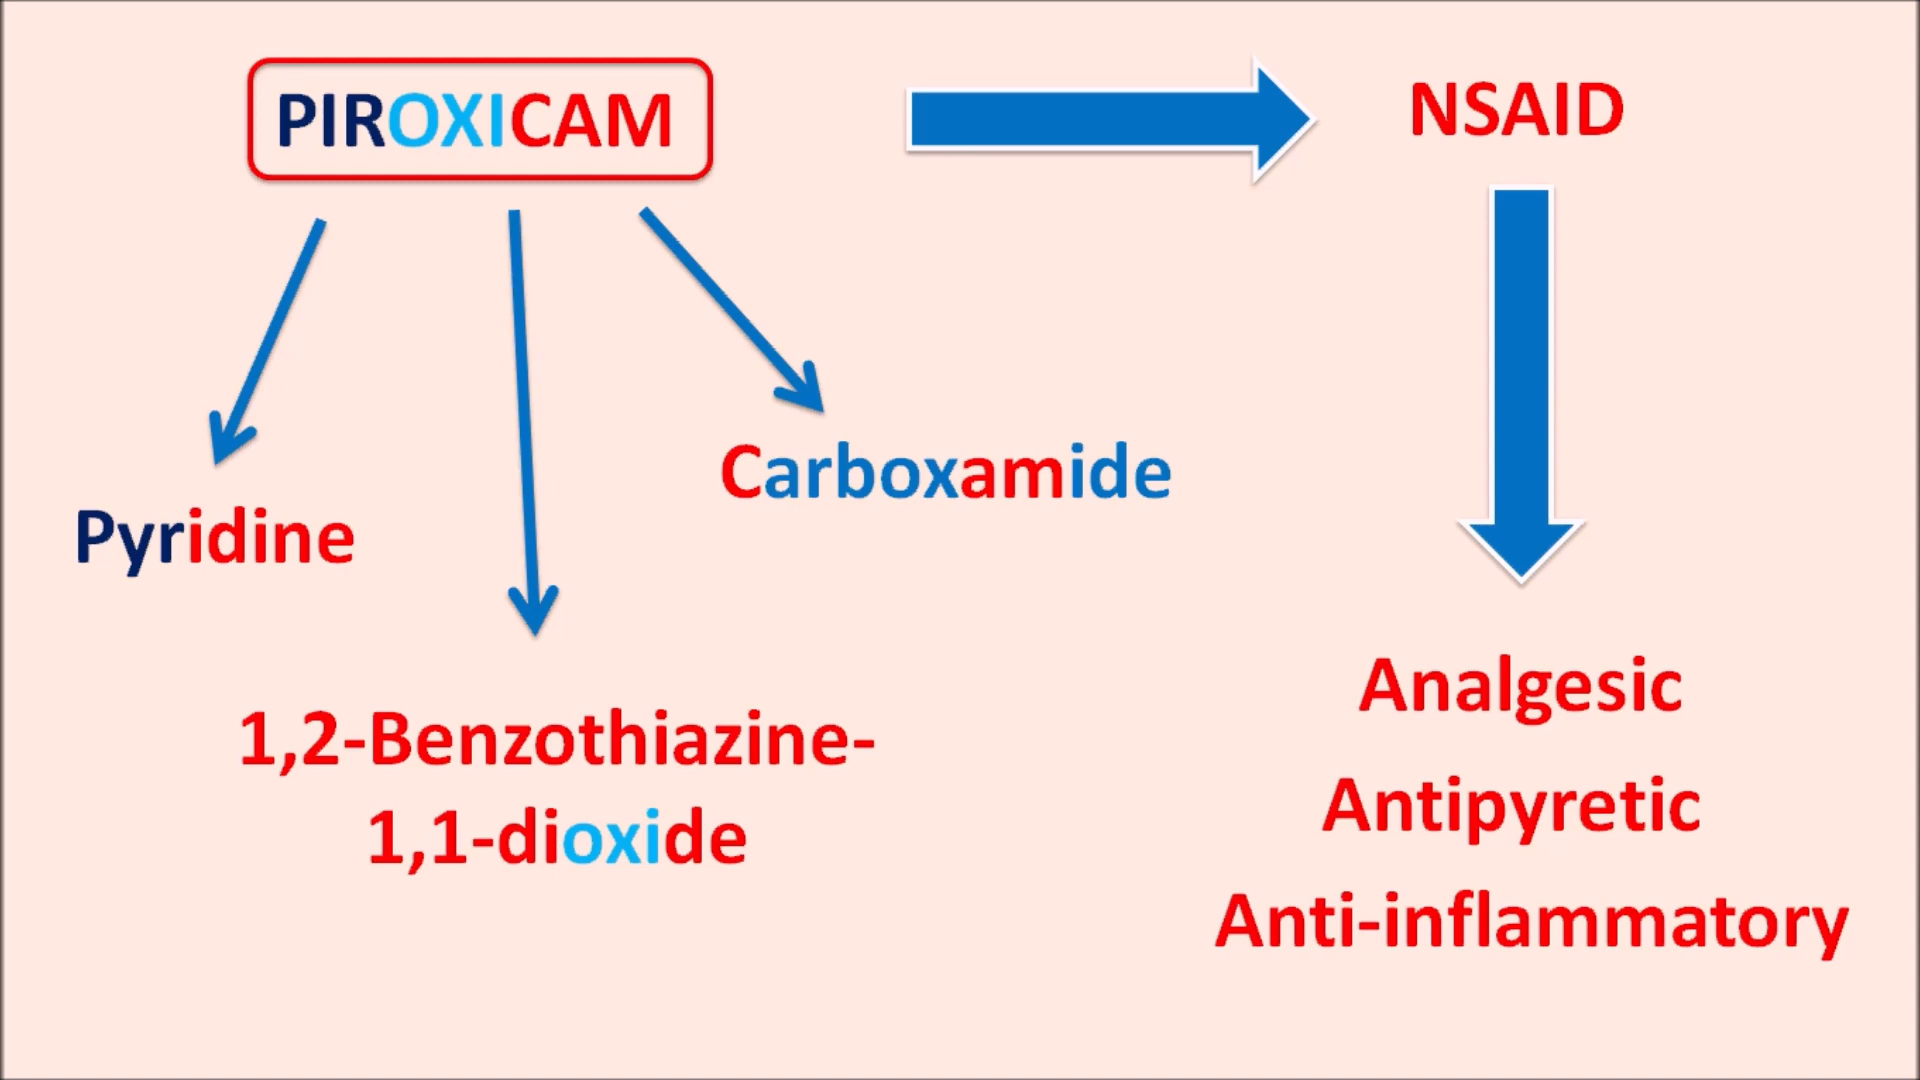 PIROXICAM
NSAID
Carboxamide
Pyridine
1,2-Benzothiazine-
1,1-dioxide
Analgesic
Antipyretic
Anti-inflammatory